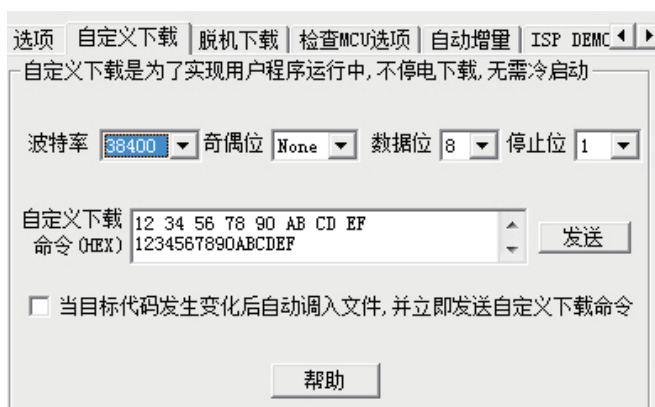 选项 自定义下载 脱机下载 检查MCU选项 自动增量 ISP DEMO
自定义下载是为了实现用户程序运行中,不停电下载,无需冷启动
波特率 38400 奇偶位 None 数据位 8 停止位 1
自定义下载 12 34 56 78 90 AB CD EF
命令(HEX) 1234567890ABCDEF
发送
当目标代码发生变化后自动调入文件,并立即发送自定义下载命令
帮助